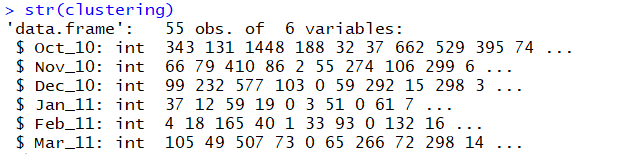 > str(clustering)
'data.frame':   55 obs. of  6 variables:
 $ Oct_10: int  343 131 1448 188 32 37 662 529 395 74 ...
 $ Nov_10: int  66 79 410 86 2 55 274 106 299 6 ...
 $ Dec_10: int  99 232 577 103 0 59 292 15 298 3 ...
 $ Jan_11: int  37 12 59 19 0 3 51 0 61 7 ...
 $ Feb_11: int  4 18 165 40 1 33 93 0 132 16 ...
 $ Mar_11: int  105 49 507 73 0 65 266 72 298 14 ...